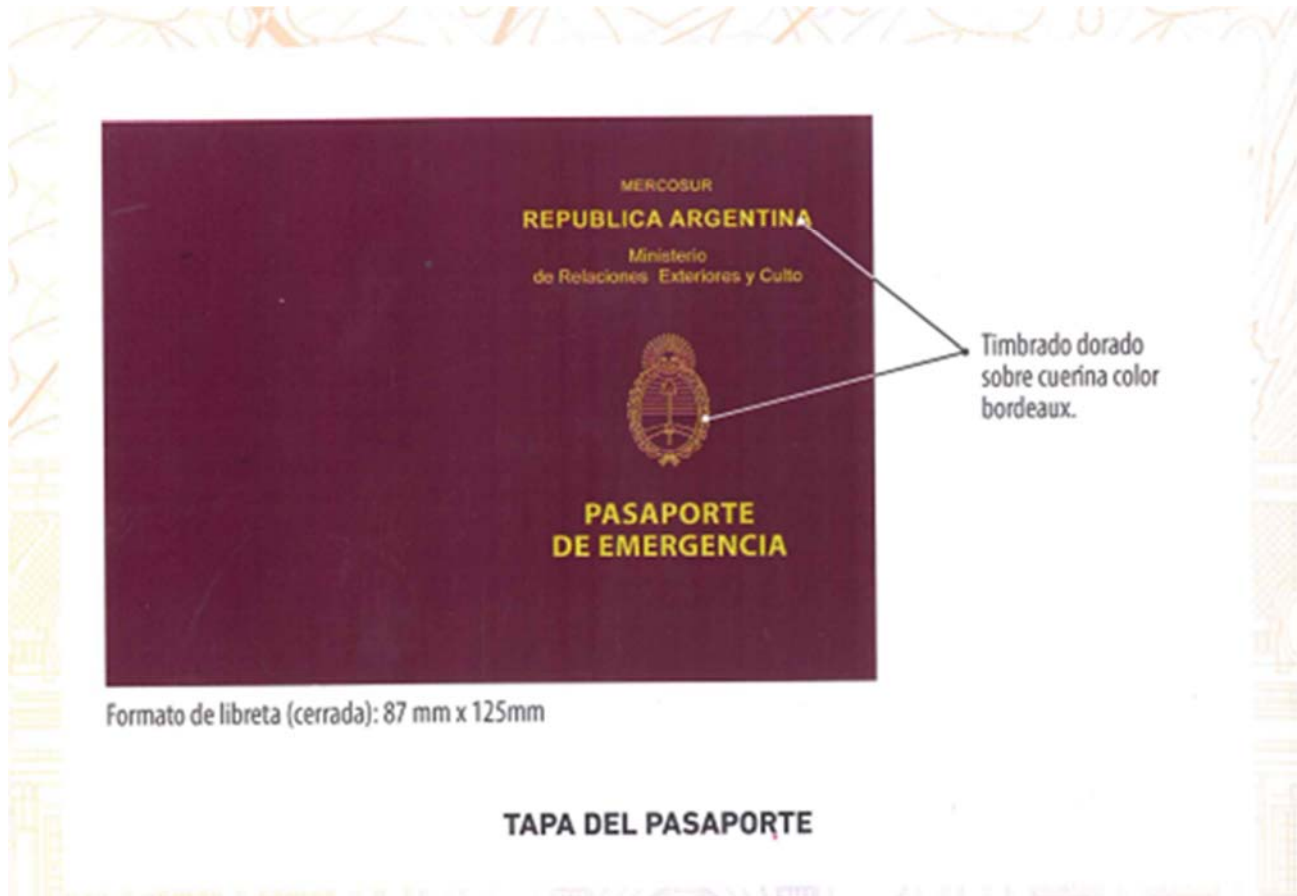 MERCOSUR
REPUBLICA ARGENTINA
Ministerio
de Relaciones Exteriores y Culto
Timbrado dorado
sobre cuerina color
bordeaux.
PASAPORTE
DE EMERGENCIA
Formato de libreta (cerrada): 87 mm x 125mm
TAPA DEL PASAPORTE